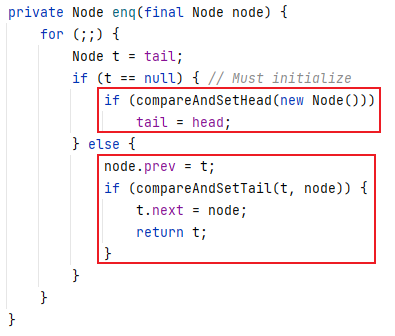 private Node enq(final Node node) {
    for (;;) {
        Node t = tail;
        if (t == null) { // Must initialize
            if (compareAndSetHead(new Node()))
                tail = head;
        } else {
            node.prev = t;
            if (compareAndSetTail(t, node)) {
                t.next = node;
                return t;
            }
        }
    }
}